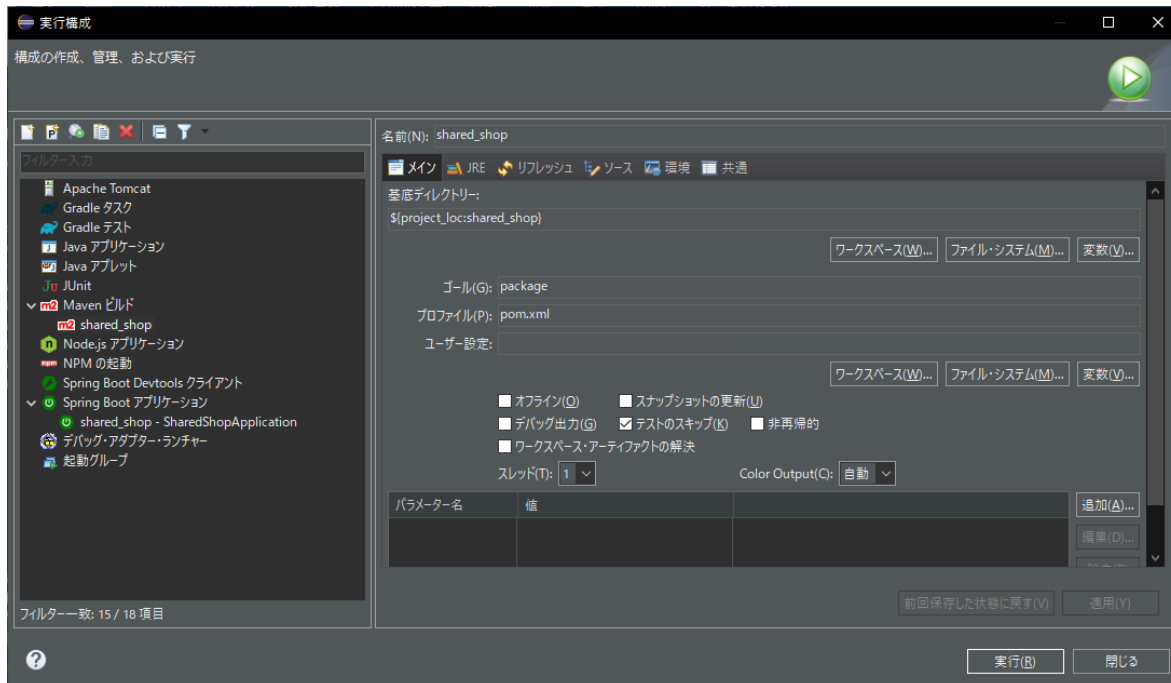 実行構成
構成の作成、管理、および実行
フィルター入力
Apache Tomcat
Gradle タスク
Gradle テスト
Java アプリケーション
Java アプレット
JUnit
Maven ビルド
shared_shop
Node.js アプリケーション
NPM の起動
Spring Boot Devtools クライアント
Spring Boot アプリケーション
shared_shop - SharedShopApplication
デバッグ・アダプター・ランチャー
起動グループ
フィルター一致: 15 / 18 項目
名前(N): shared_shop
メイン JRE リフレッシュ ソース 環境 共通
基底ディレクトリー:
${project_loc:shared_shop}
ワークスペース(W)... ファイル・システム(M)... 変数(V)...
ゴール(G): package
プロファイル(P): pom.xml
ユーザー設定:
ワークスペース(W)... ファイル・システム(M)... 変数(V)...
オフライン(O) スナップショットの更新(U)
デバッグ出力(G) テストのスキップ(K) 非再帰的
ワークスペース・アーティファクトの解決
スレッド(T): 1 Color Output(C): 自動
パラメーター名 値 追加(A)...
編集(D)...
前回保存した状態に戻す(V) 適用(Y)
実行(R) 閉じる